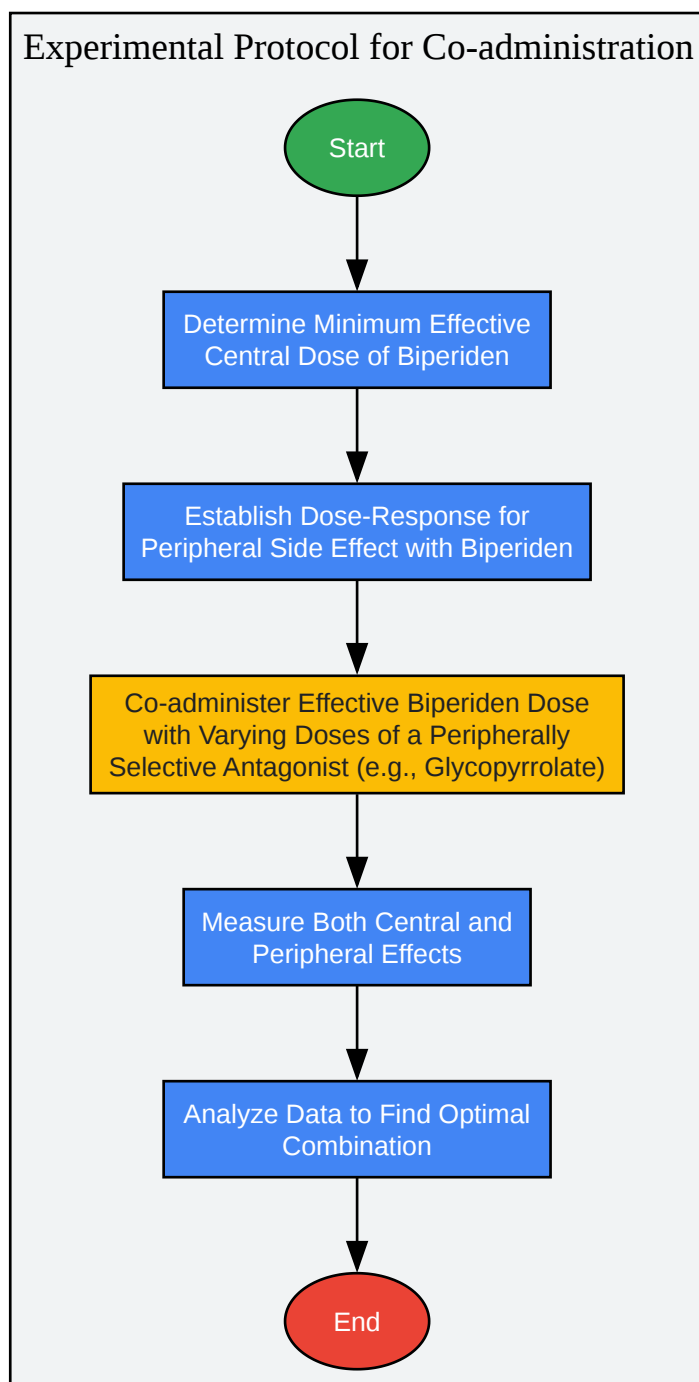 Experimental Protocol for Co-administration
Start
Determine Minimum Effective
Central Dose of Biperiden
Establish Dose-Response for
Peripheral Side Effect with Biperiden
Co-administer Effective Biperiden Dose
with Varying Doses of a Peripherally
Selective Antagonist (e.g., Glycopyrrolate)
Measure Both Central and
Peripheral Effects
Analyze Data to Find Optimal
Combination
End